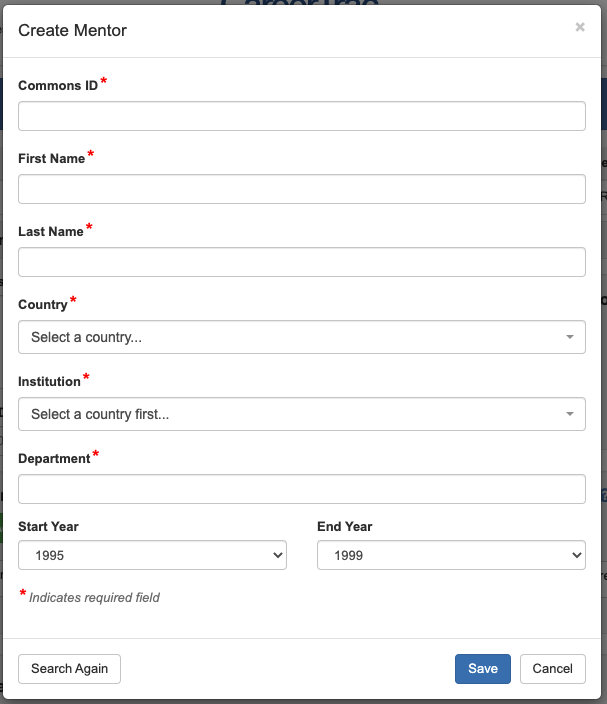 Create Mentor ×
Commons ID *
First Name *
Last Name *
Country *
Select a country...
Institution *
Select a country first...
Department *
Start Year End Year
1995 1999
* Indicates required field
Search Again Save Cancel